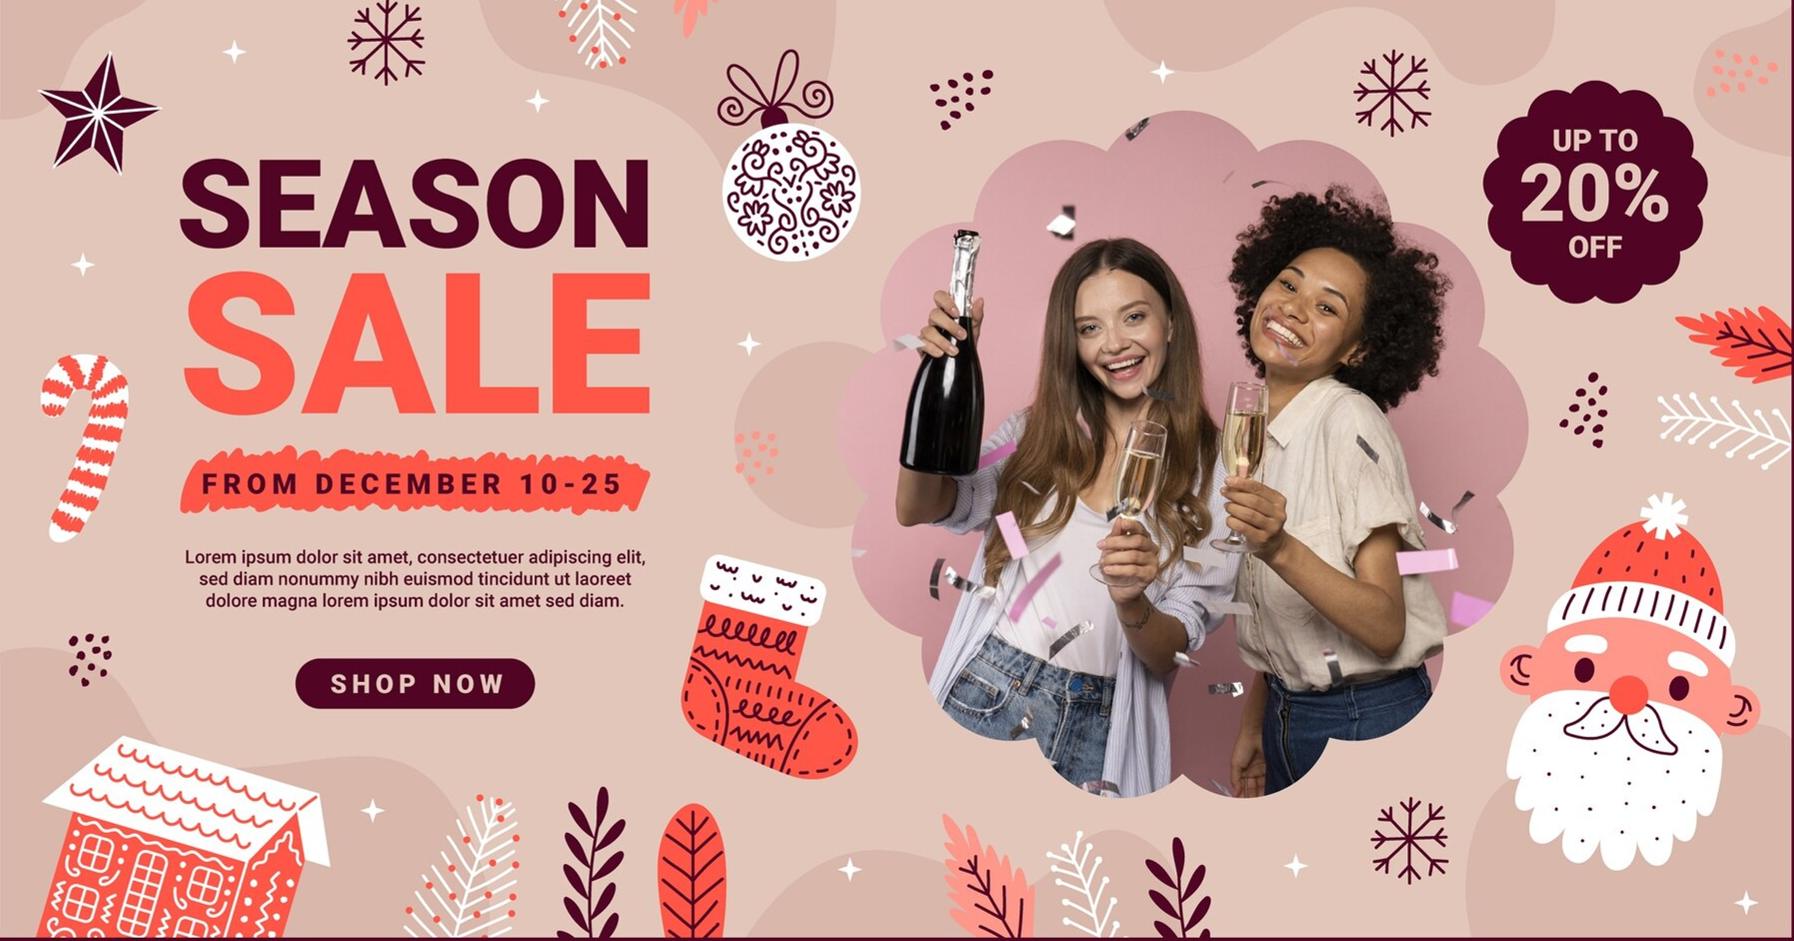 SEASON
SALE
FROM DECEMBER 10-25
Lorem ipsum dolor sit amet, consectetuer adipiscing elit,
sed diam nonummy nibh euismod tincidunt ut laoreet
dolore magna lorem ipsum dolor sit amet sed diam.
SHOP NOW
UP TO
20%
OFF